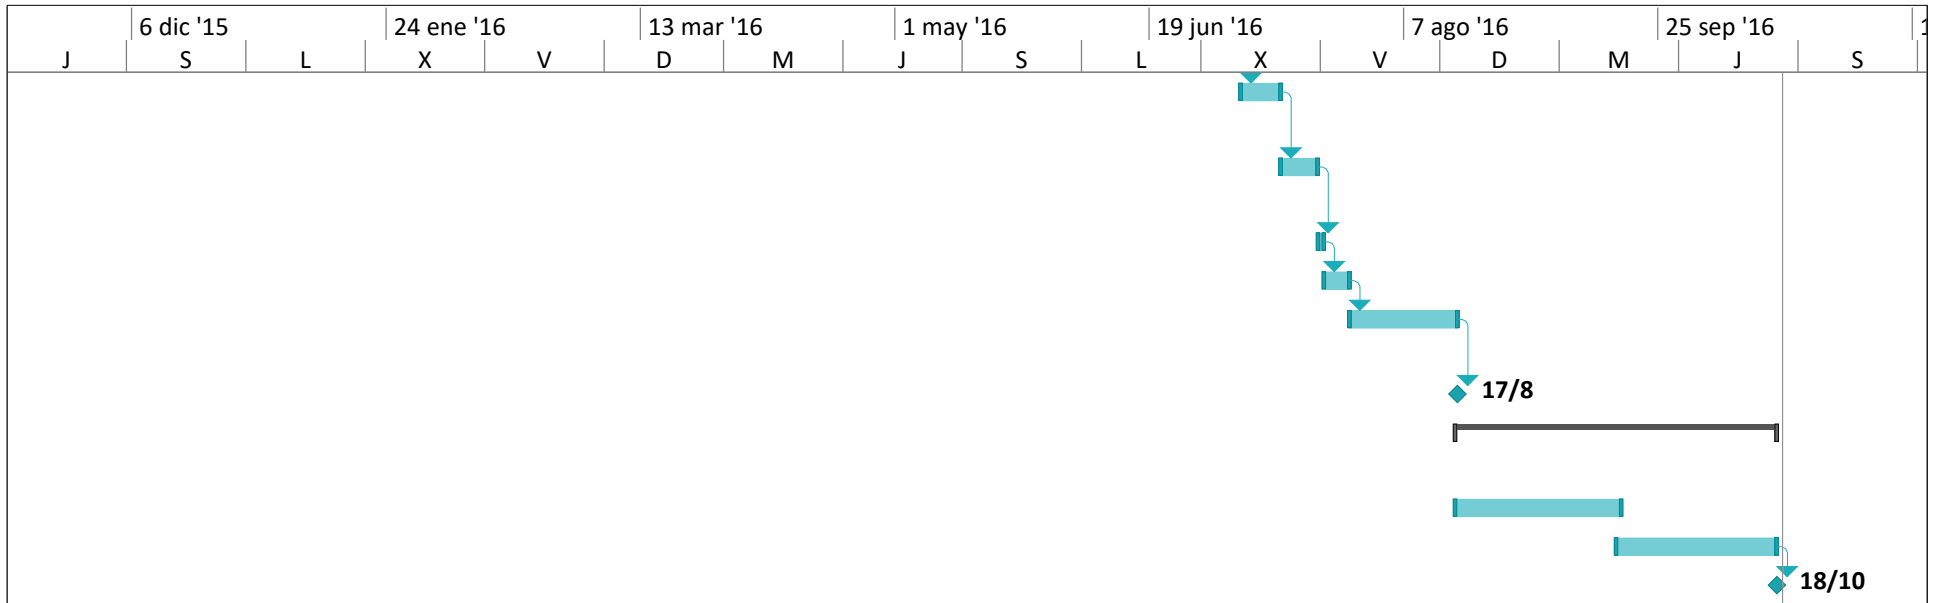 6 dic '15 24 ene '16 13 mar '16 1 may '16 19 jun '16 7 ago '16 25 sep '16
J S L X V D M J S L X V D M J S
17/8
18/10